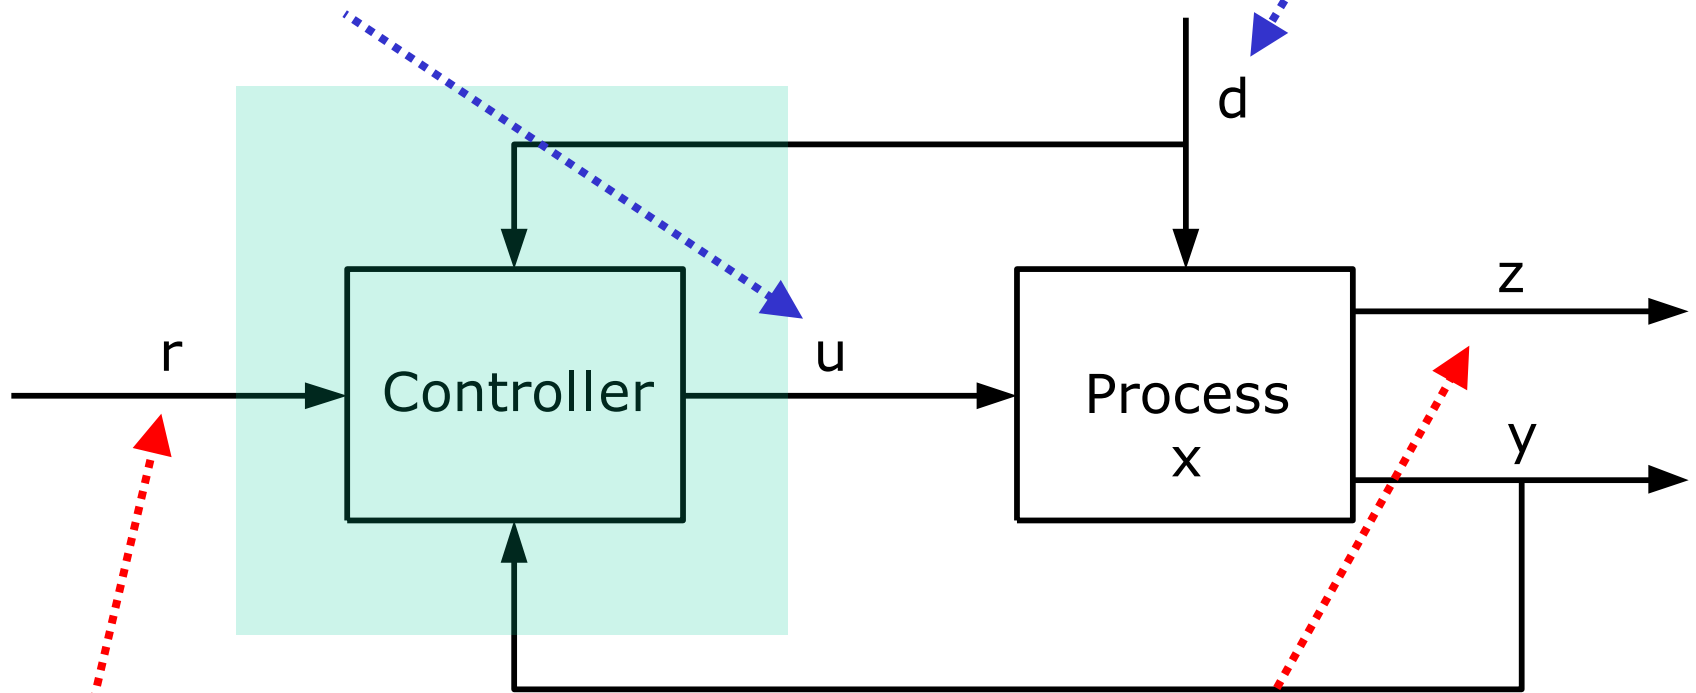 d
z
r
u
Controller
Process
x
y